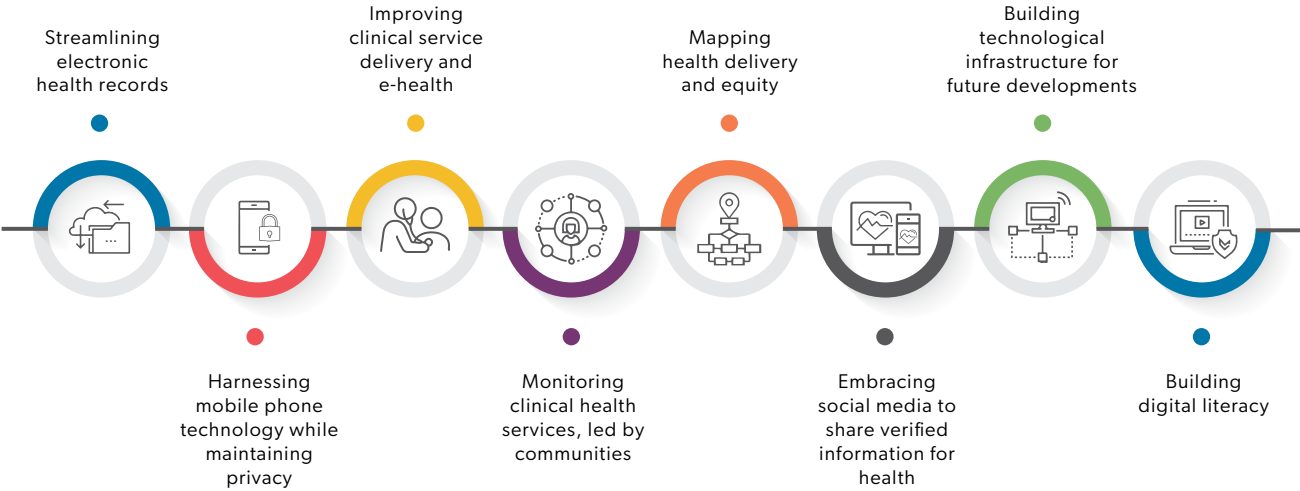 Streamlining
electronic
health records
Harnessing
mobile phone
technology while
maintaining
privacy
Improving
clinical service
delivery and
e-health
Monitoring
clinical health
services, led by
communities
Mapping
health delivery
and equity
Embracing
social media to
share verified
information for
health
Building
technological
infrastructure for
future developments
Building
digital literacy